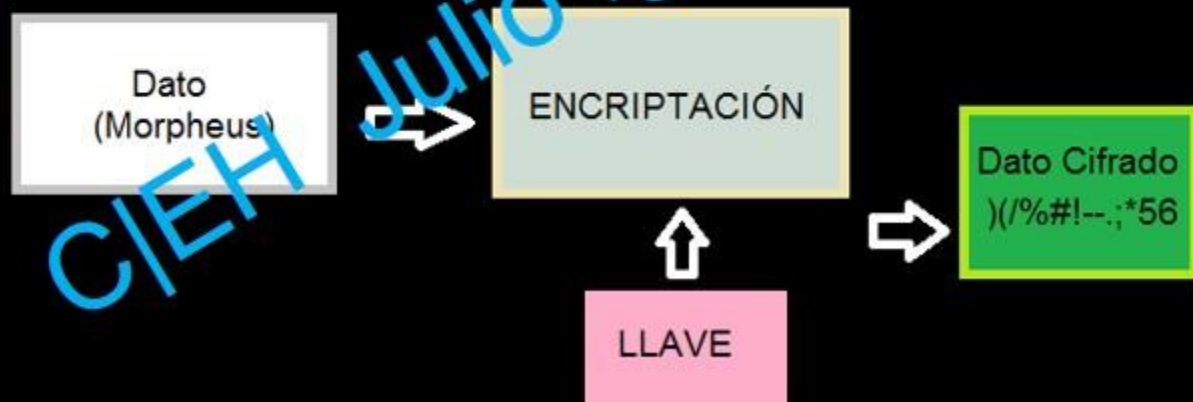 Dato
(Morpheus)
ENCRIPTACIÓN
Dato Cifrado
)(/%#!--.;*56
LLAVE
C|EH Julio